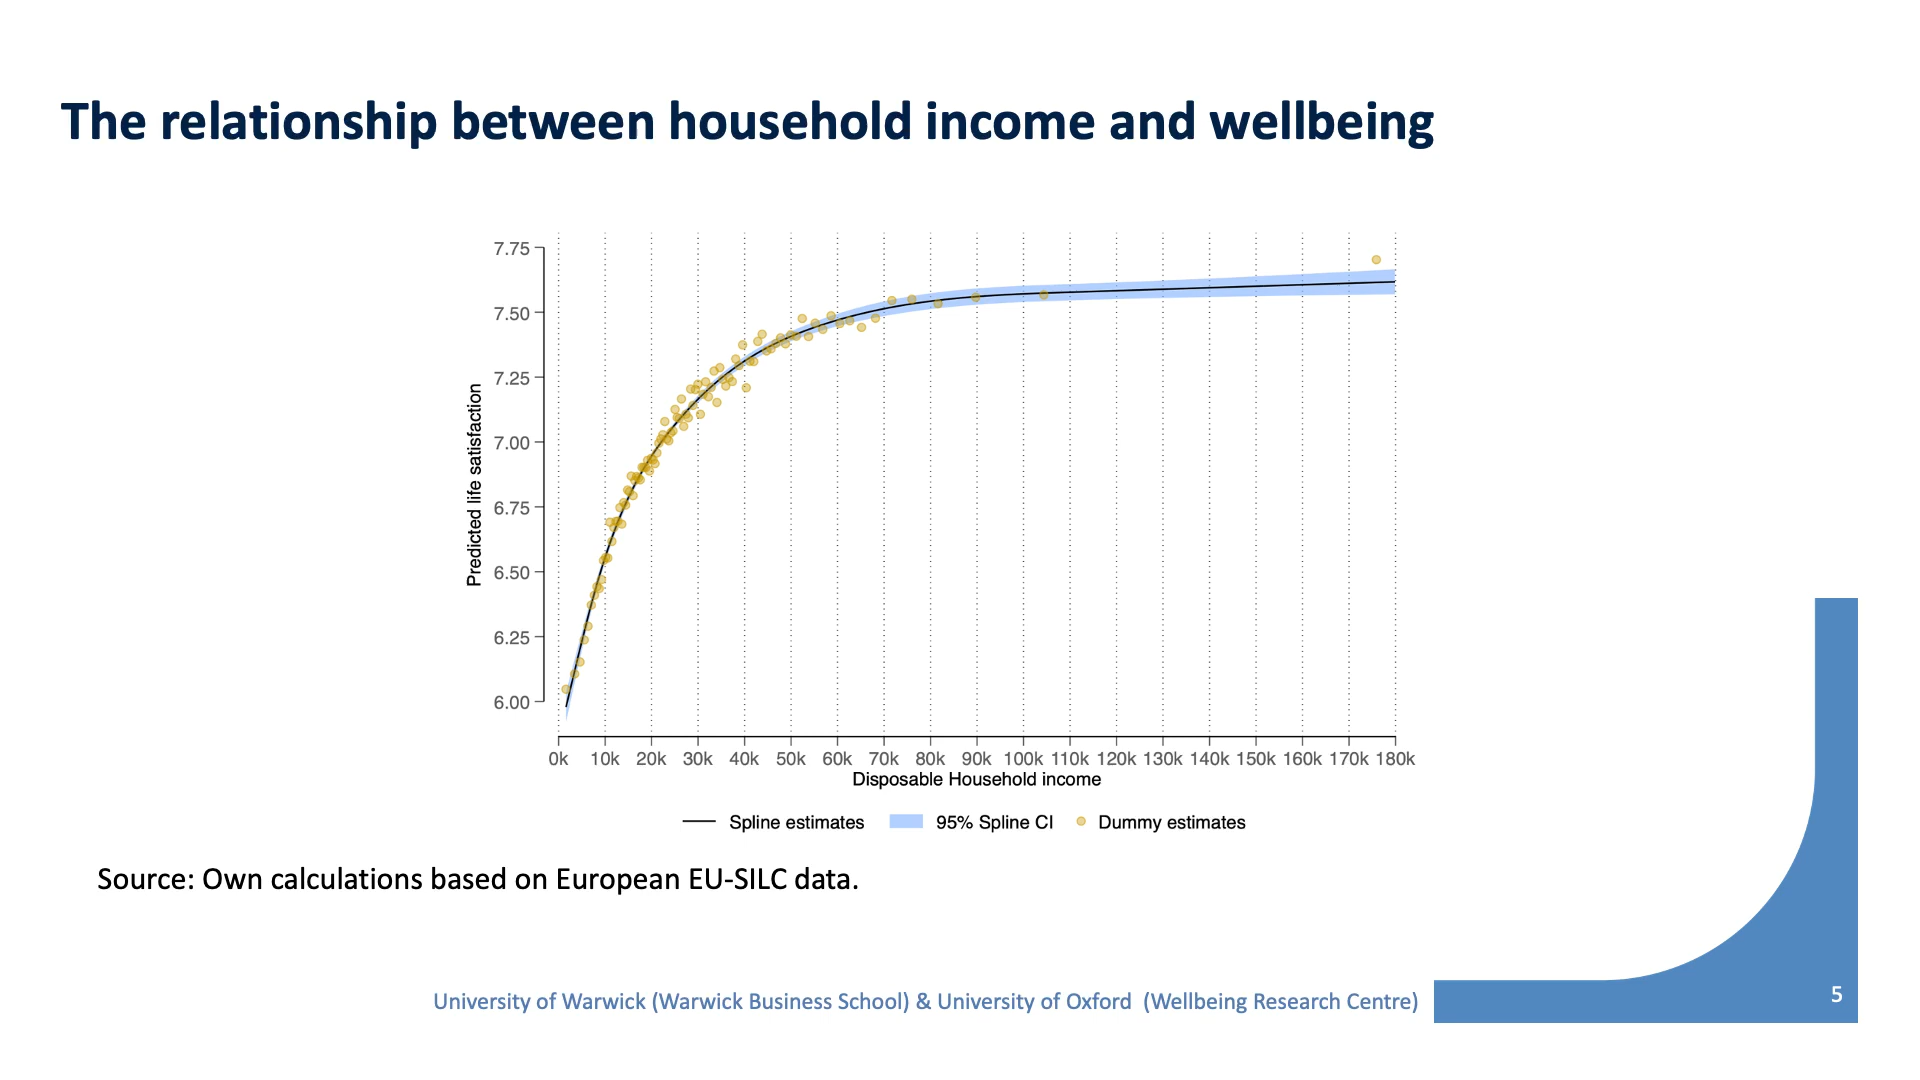 The relationship between household income and wellbeing
7.75
7.50
7.25
7.00
6.75
6.50
6.25
6.00
Predicted life satisfaction
0k 10k 20k 30k 40k 50k 60k 70k 80k 90k 100k 110k 120k 130k 140k 150k 160k 170k 180k
Disposable Household income
Spline estimates 95% Spline CI Dummy estimates
Source: Own calculations based on European EU-SILC data.
University of Warwick (Warwick Business School) & University of Oxford (Wellbeing Research Centre)
5